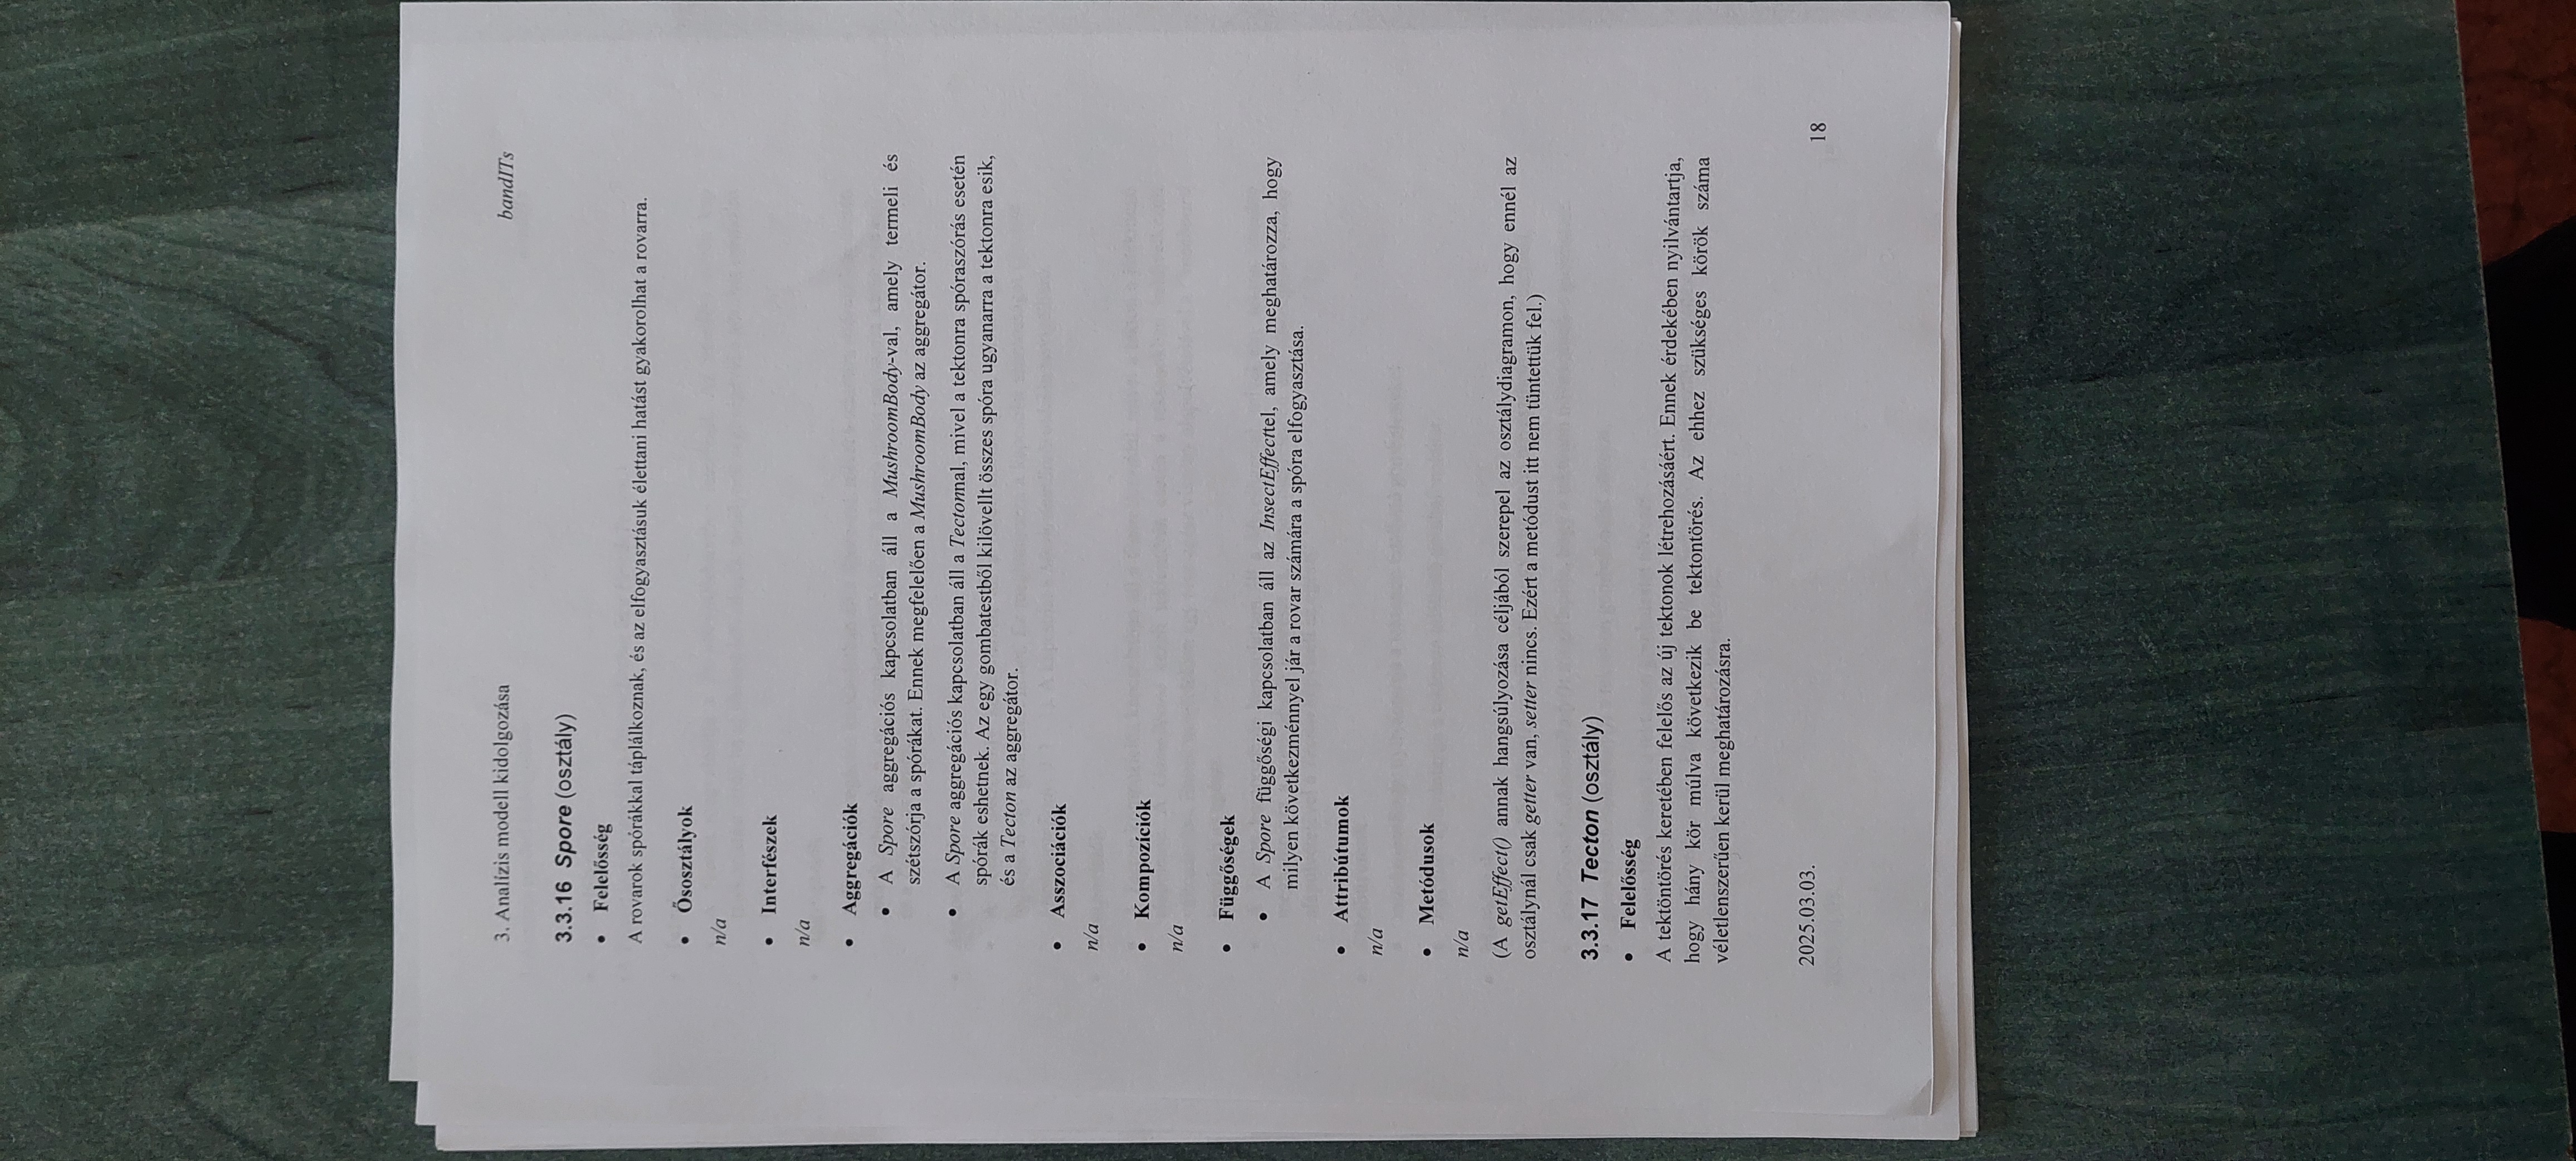 3. Analízis modell kidolgozása
bandITs
3.3.16 Spore (osztály)
• Felelősség
A rovarok spórákkal táplálkoznak, és az elfogyasztásuk élettani hatást gyakorolhat a rovarra.
• Ősosztályok
n/a
• Interfészek
n/a
• Aggregációk
• A Spore aggregációs kapcsolatban áll a MushroomBody-val, amely termeli és
szétszórja a spórákat. Ennek megfelelően a MushroomBody az aggregátor.
• A Spore aggregációs kapcsolatban áll a Tectonnal, mivel a tektonra spóraszórás esetén
spórák eshetnek. Az egy gombatestből kilövellt összes spóra ugyanarra a tektonra esik,
és a Tecton az aggregátor.
• Asszociációk
n/a
• Kompozíciók
n/a
• Függőségek
• A Spore függőségi kapcsolatban áll az InsectEffecttel, amely meghatározza, hogy
milyen következménnyel jár a rovar számára a spóra elfogyasztása.
• Attribútumok
n/a
• Metódusok
n/a
(A getEffect() annak hangsúlyozása céljából szerepel az osztálydiagramon, hogy ennél az
osztálynál csak getter van, setter nincs. Ezért a metódust itt nem tüntettük fel.)
3.3.17 Tecton (osztály)
• Felelősség
A tektöntörés keretében felelős az új tektonok létrehozásáért. Ennek érdekében nyilvántartja,
hogy hány kör múlva következik be tektontörés. Az ehhez szükséges körök száma
véletlenszerűen kerül meghatározásra.
2025.03.03.
18